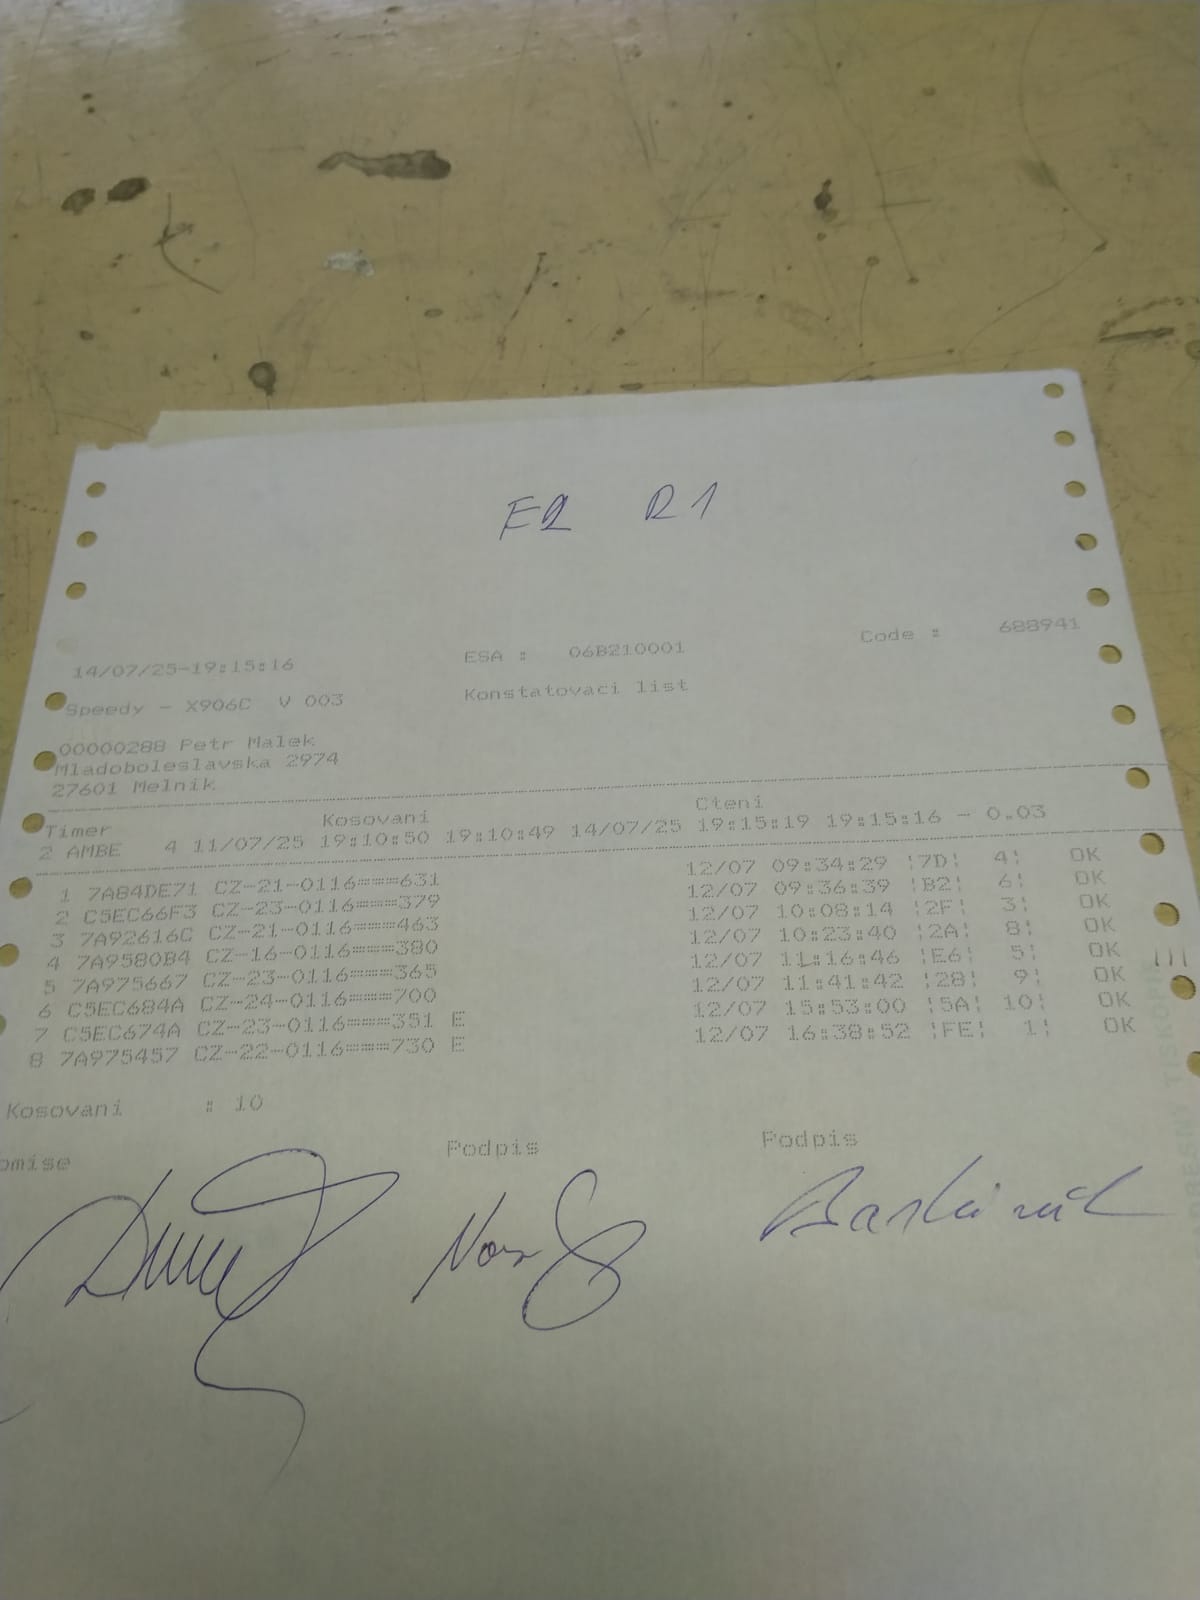 E2 R1
14/07/25-19:15:16 ESA : 06B210001 Code : 688941
Speedy - X906C V 003 Konstatovaci list
00000288 Petr Malek
Mladoboleslavska 2974
27601 Melnik
Timer Kosovani Cteni
2 AMBE 4 11/07/25 19:10:50 19:10:49 14/07/25 19:15:19 19:15:16 - 0.03
1 7A84DE71 CZ-21-0116===631 12/07 09:34:29 ¦7D¦ 4¦ OK
2 C5EC66F3 CZ-23-0116===379 12/07 09:36:39 ¦B2¦ 6¦ OK
3 7A92616C CZ-21-0116===463 12/07 10:08:14 ¦2F¦ 3¦ OK
4 7A9580B4 CZ-16-0116===380 12/07 10:23:40 ¦2A¦ 8¦ OK
5 7A975667 CZ-23-0116===365 12/07 11:16:46 ¦E6¦ 5¦ OK
6 C5EC684A CZ-24-0116===700 12/07 11:41:42 ¦28¦ 9¦ OK
7 C5EC674A CZ-23-0116===351 E 12/07 15:53:00 ¦5A¦ 10¦ OK
8 7A975457 CZ-22-0116===730 E 12/07 16:38:52 ¦FE¦ 1¦ OK
Kosovani : 10
omise Podpis Podpis